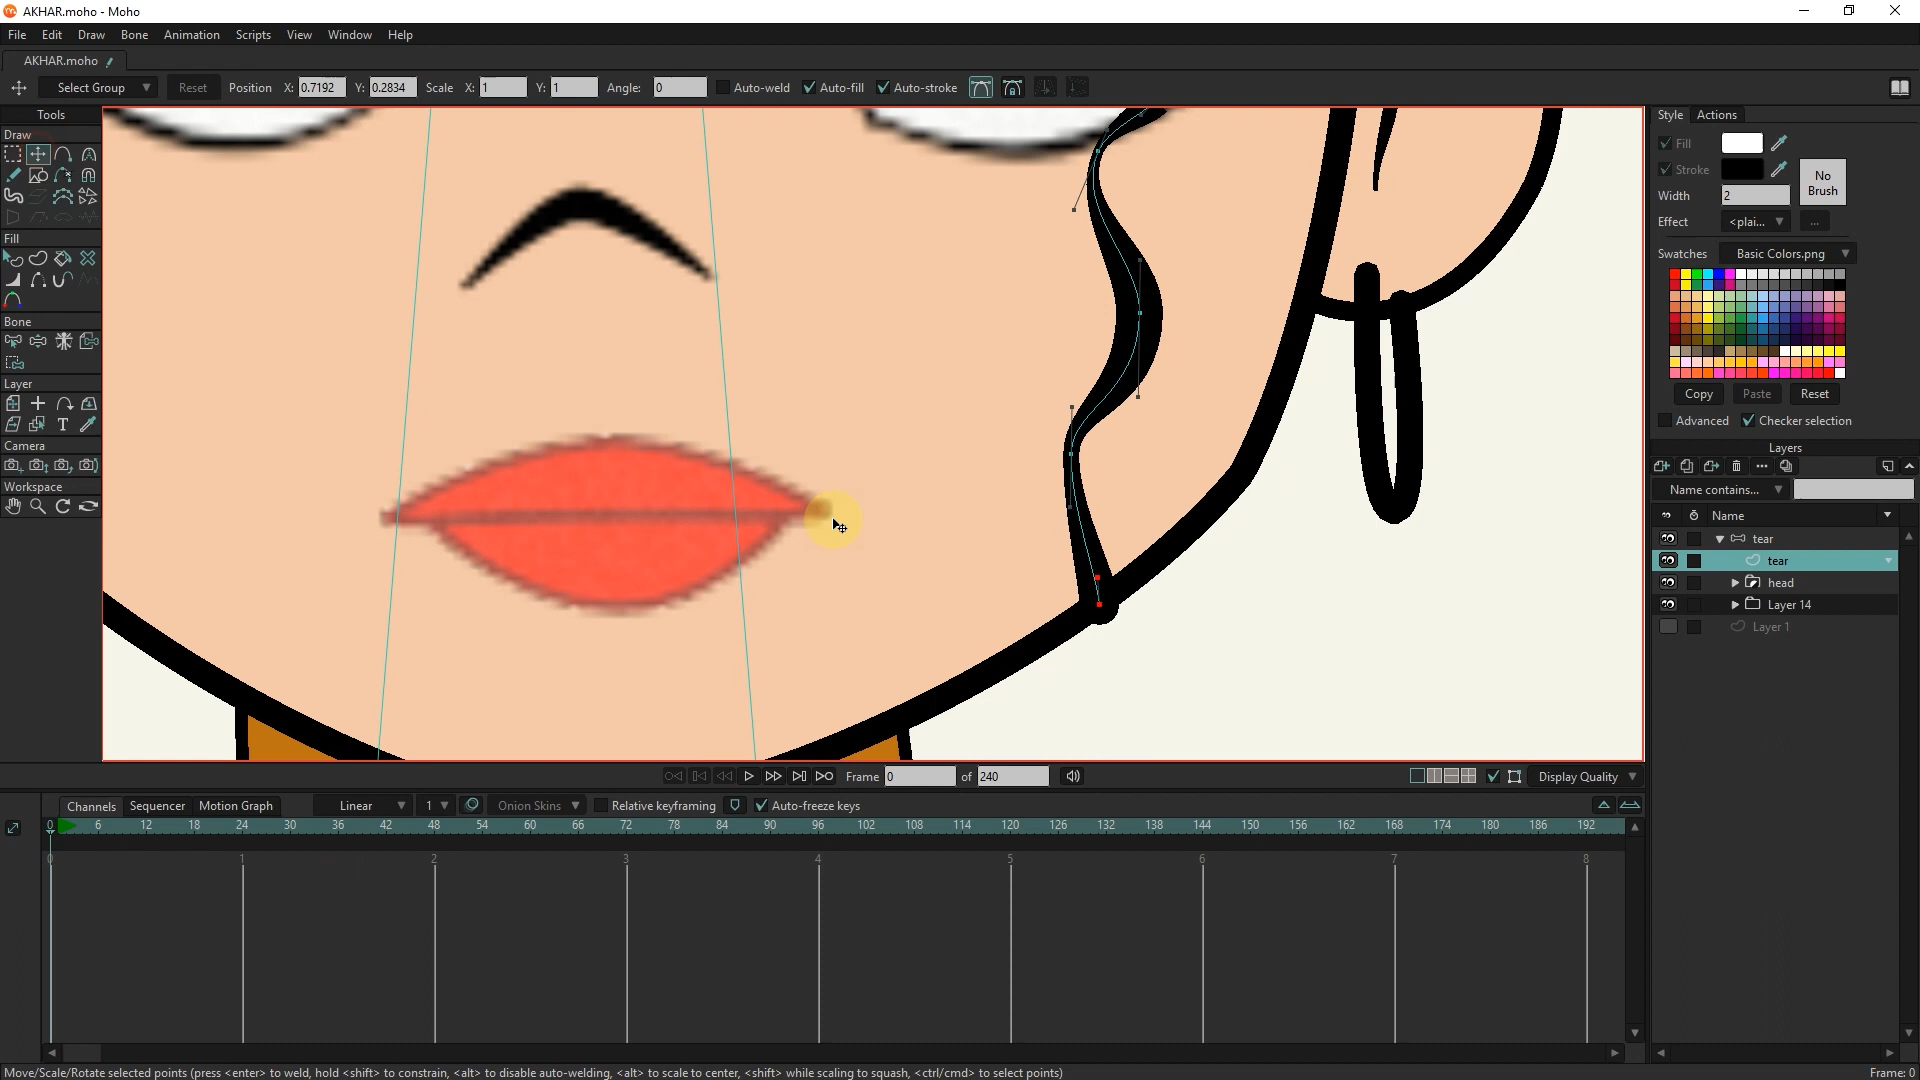 AKHAR.moho - Moho
File Edit Draw Bone Animation Scripts View Window Help
AKHAR.moho
Select Group Reset Position X: 0.7192 Y: 0.2834 Scale X: 1 Y: 1 Angle: 0 Auto-weld Auto-fill Auto-stroke
Tools
Draw
Fill
Bone
Layer
Camera
Workspace
Style Actions
Fill
Stroke
No Brush
Width 2
Effect <plai... ...
Swatches Basic Colors.png
Copy Paste Reset
Advanced Checker selection
Layers
Name contains...
Name
tear
tear
head
Layer 14
Layer 1
Frame 0 of 240 Display Quality
Channels Sequencer Motion Graph Linear 1 Onion Skins Relative keyframing Auto-freeze keys
0 6 12 18 24 30 36 42 48 54 60 66 72 78 84 90 96 102 108 114 120 126 132 138 144 150 156 162 168 174 180 186 192
0 1 2 3 4 5 6 7 8
Move/Scale/Rotate selected points (press <enter> to weld, hold <shift> to constrain, <alt> to disable auto-welding, <alt> to scale to center, <shift> while scaling to squash, <ctrl/cmd> to select points) Frame: 0